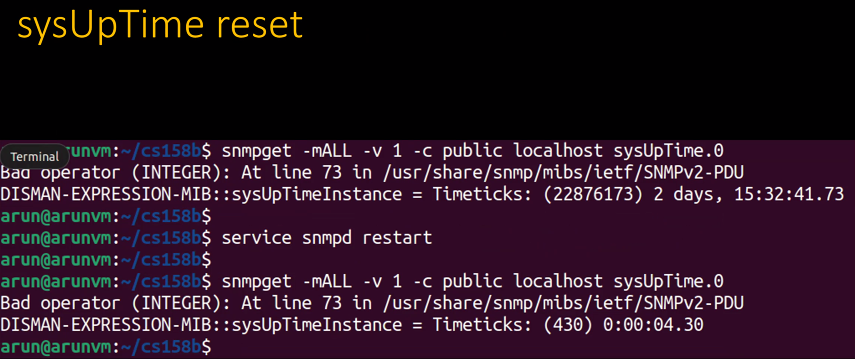 sysUpTime reset
Terminal
runvm:~/cs158b$ snmpget -mALL -v 1 -c public localhost sysUpTime.0
Bad operator (INTEGER): At line 73 in /usr/share/snmp/mibs/ietf/SNMPv2-PDU
DISMAN-EXPRESSION-MIB::sysUpTimeInstance = Timeticks: (22876173) 2 days, 15:32:41.73
arun@arunvm:~/cs158b$
arun@arunvm:~/cs158b$ service snmpd restart
arun@arunvm:~/cs158b$
arun@arunvm:~/cs158b$ snmpget -mALL -v 1 -c public localhost sysUpTime.0
Bad operator (INTEGER): At line 73 in /usr/share/snmp/mibs/ietf/SNMPv2-PDU
DISMAN-EXPRESSION-MIB::sysUpTimeInstance = Timeticks: (430) 0:00:04.30
arun@arunvm:~/cs158b$